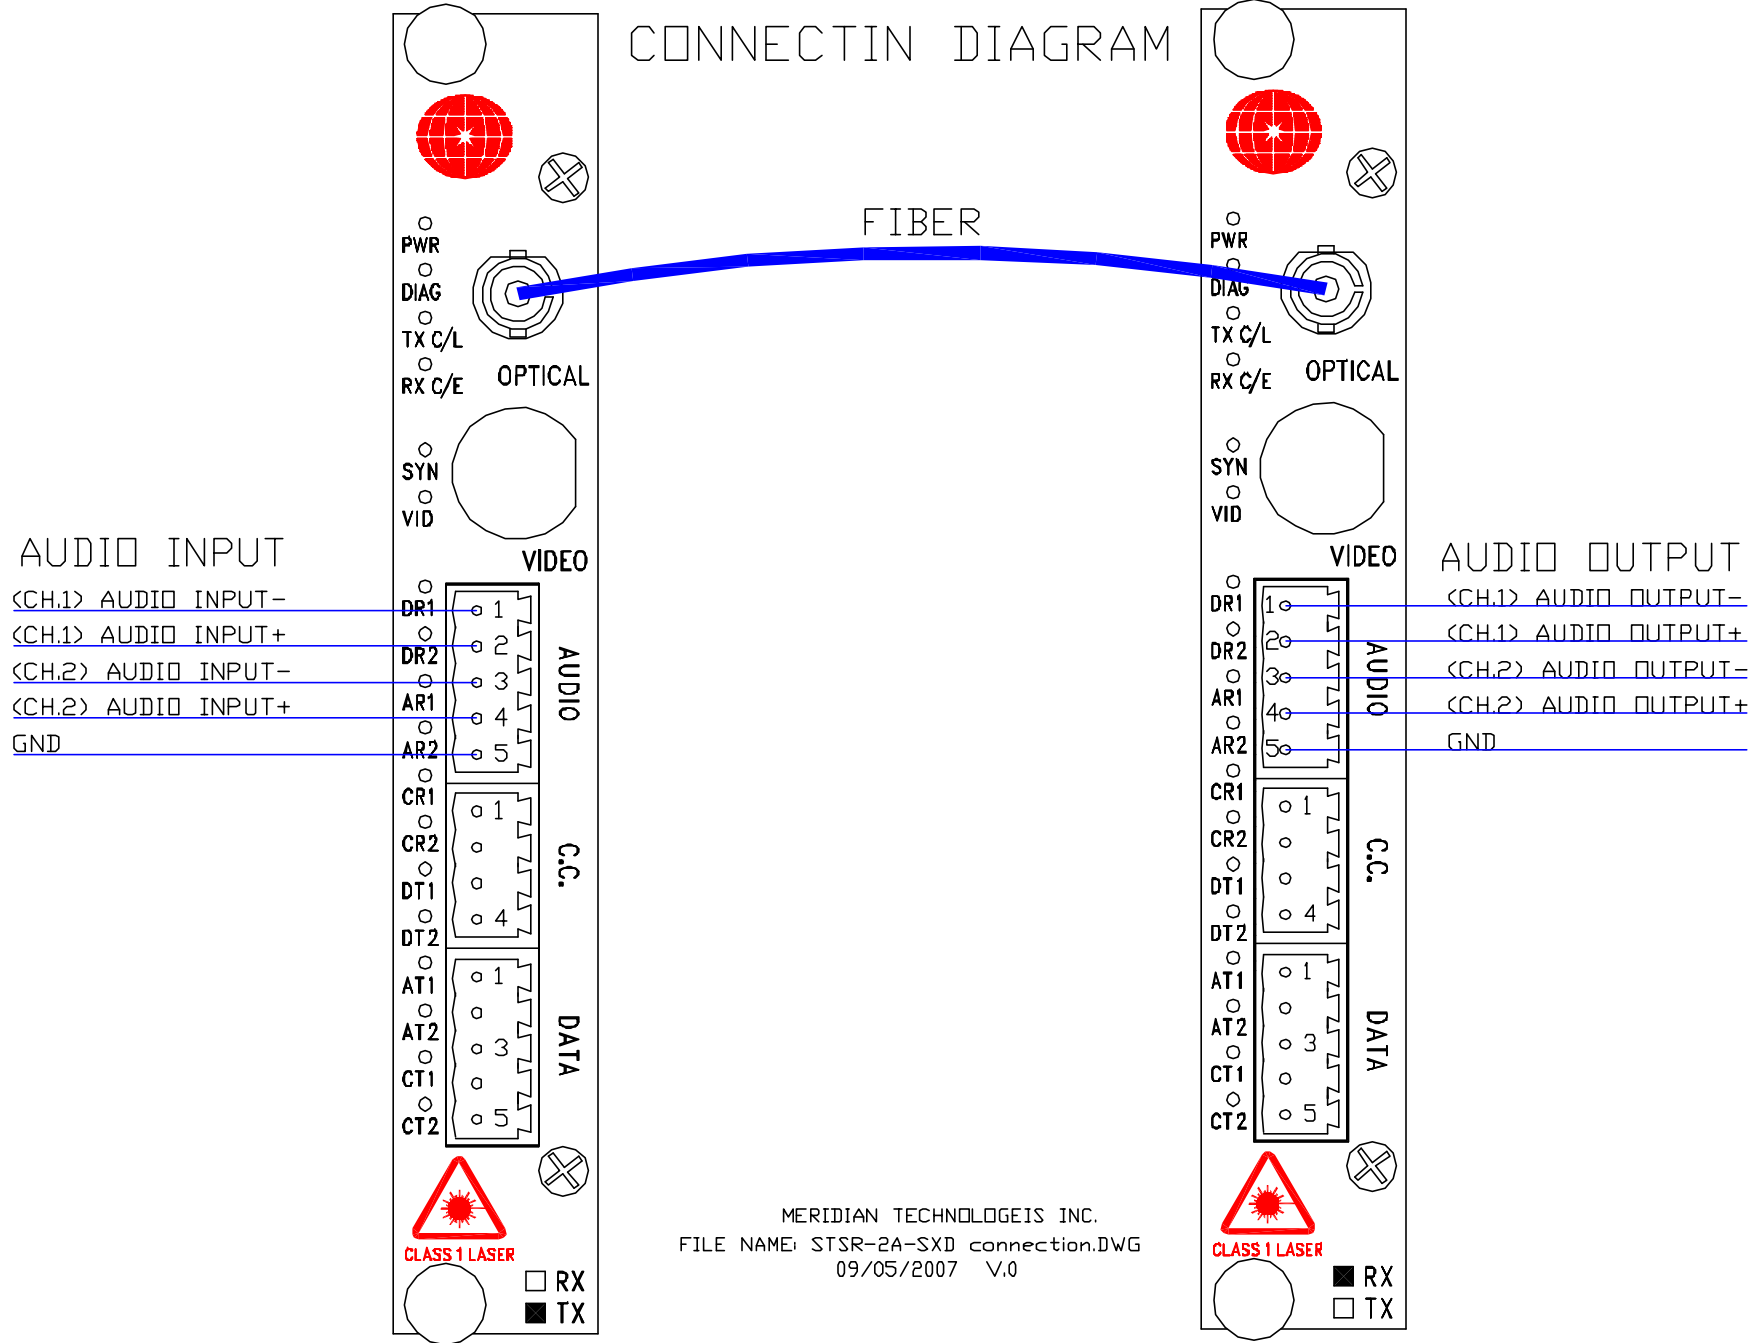 CONNECTIN DIAGRAM
FIBER
PWR
DIAG
TX C/L
RX C/E
OPTICAL
SYN
VID
VIDEO
AUDIO INPUT
(CH.1) AUDIO INPUT-
(CH.1) AUDIO INPUT+
(CH.2) AUDIO INPUT-
(CH.2) AUDIO INPUT+
GND
DR1
DR2
AR1
AR2
CR1
CR2
DT1
DT2
AT1
AT2
CT1
CT2
1
2
3
4
5
AUDIO
1
4
C.C.
1
3
5
DATA
CLASS 1 LASER
RX
TX
PWR
DIAG
TX C/L
RX C/E
OPTICAL
SYN
VID
VIDEO
DR1
DR2
AR1
AR2
CR1
CR2
DT1
DT2
AT1
AT2
CT1
CT2
1
2
3
4
5
AUDIO
1
4
C.C.
1
3
5
DATA
CLASS 1 LASER
RX
TX
AUDIO OUTPUT
(CH.1) AUDIO OUTPUT-
(CH.1) AUDIO OUTPUT+
(CH.2) AUDIO OUTPUT-
(CH.2) AUDIO OUTPUT+
GND
MERIDIAN TECHNOLOGEIS INC.
FILE NAME: STSR-2A-SXD connection.DWG
09/05/2007 V.0